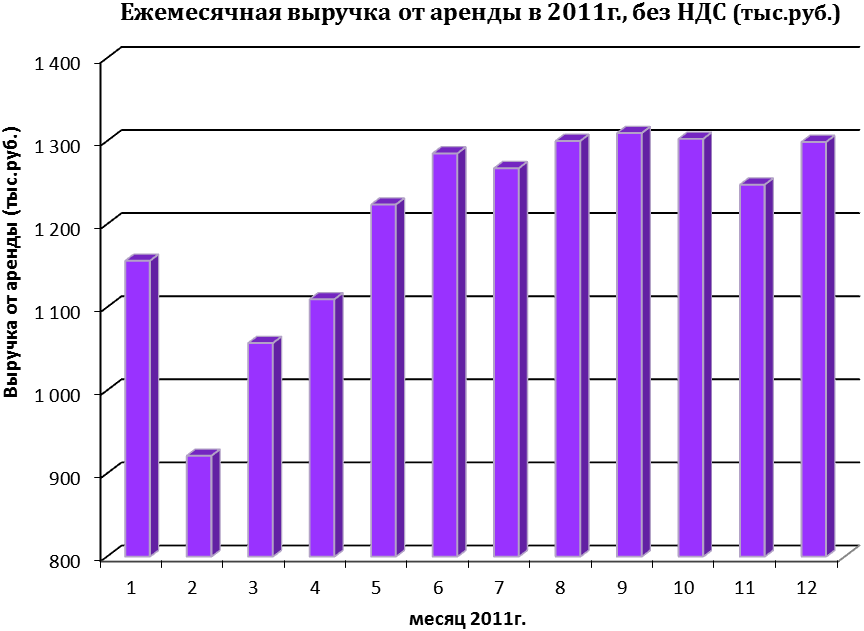 Ежемесячная выручка от аренды в 2011г., без НДС (тыс.руб.)
Выручка от аренды (тыс.руб.)
1 400
1 300
1 200
1 100
1 000
900
800
1 2 3 4 5 6 7 8 9 10 11 12
месяц 2011г.